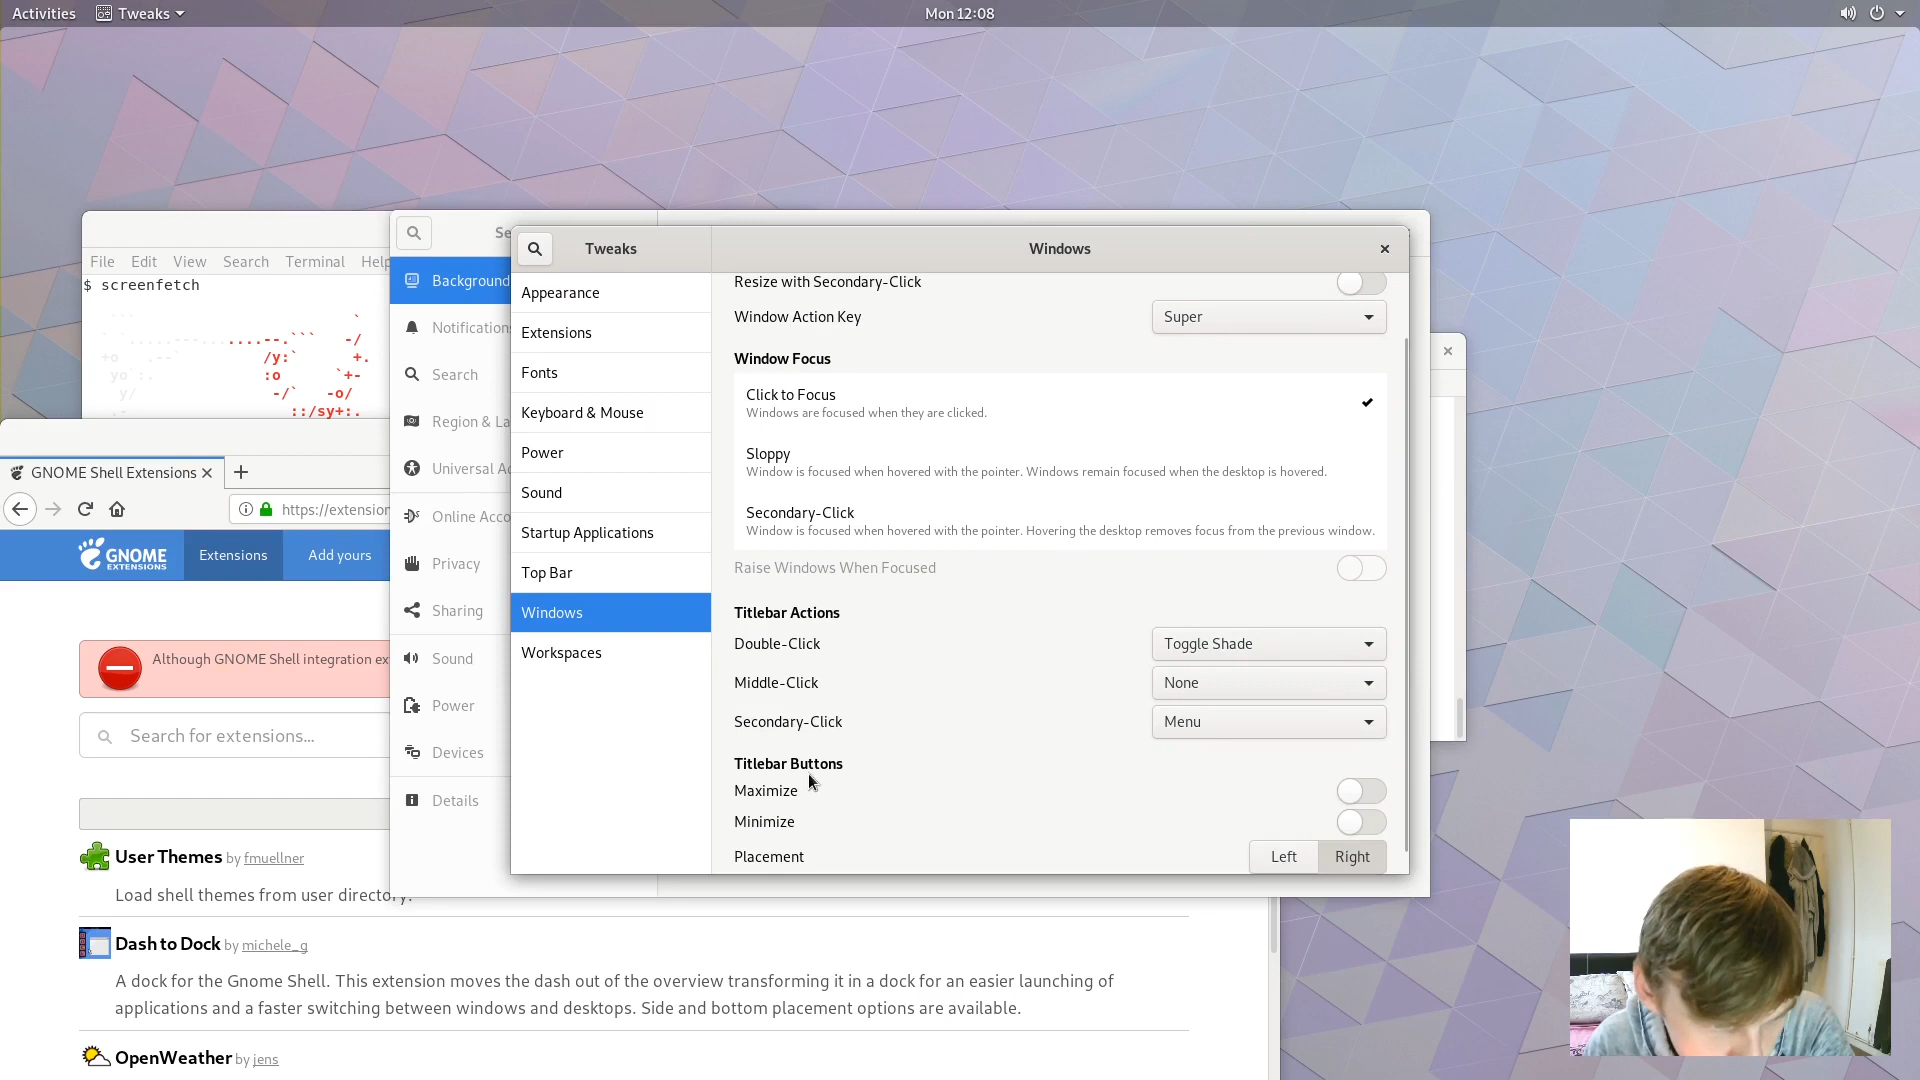 Activities
Tweaks
Mon 12:08
File Edit View Search Terminal Help
$ screenfetch
GNOME Shell Extensions
https://extension
GNOME
EXTENSIONS
Extensions
Add yours
Although GNOME Shell integration ex
Search for extensions...
User Themes by fmuellner
Load shell themes from user directory.
Dash to Dock by michele_g
A dock for the Gnome Shell. This extension moves the dash out of the overview transforming it in a dock for an easier launching of
applications and a faster switching between windows and desktops. Side and bottom placement options are available.
OpenWeather by jens
Background
Notifications
Search
Region & La
Universal Ac
Online Acco
Privacy
Sharing
Sound
Power
Devices
Details
Tweaks
Appearance
Extensions
Fonts
Keyboard & Mouse
Power
Sound
Startup Applications
Top Bar
Windows
Workspaces
Windows
Resize with Secondary-Click
Window Action Key
Super
Window Focus
Click to Focus
Windows are focused when they are clicked.
Sloppy
Window is focused when hovered with the pointer. Windows remain focused when the desktop is hovered.
Secondary-Click
Window is focused when hovered with the pointer. Hovering the desktop removes focus from the previous window.
Raise Windows When Focused
Titlebar Actions
Double-Click
Toggle Shade
Middle-Click
None
Secondary-Click
Menu
Titlebar Buttons
Maximize
Minimize
Placement
Left
Right